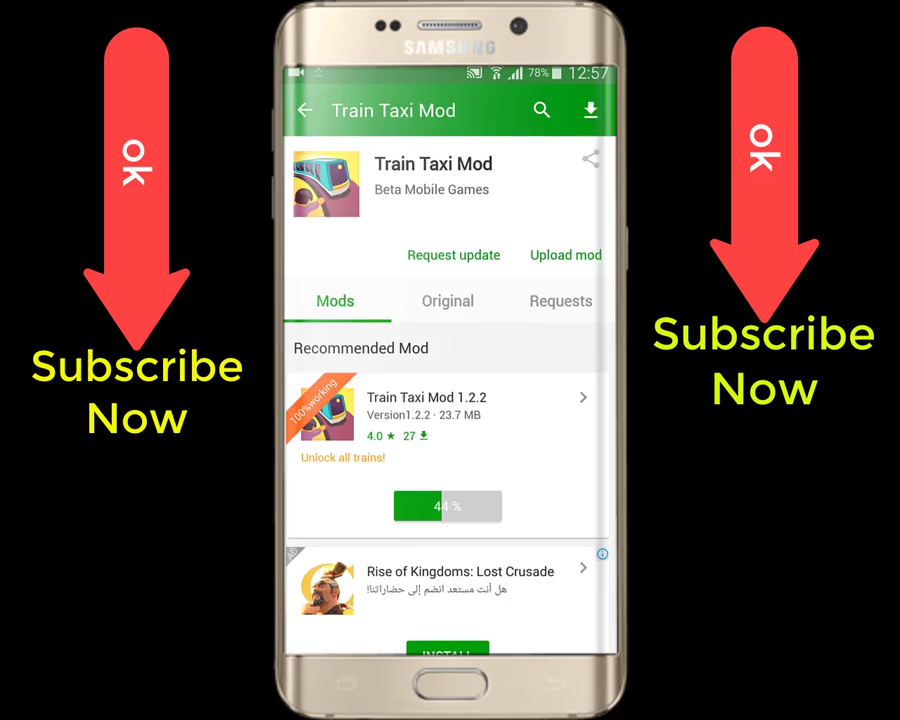 SAMSUNG
78% 12:57
Train Taxi Mod
Train Taxi Mod
Beta Mobile Games
Request update Upload mod
Mods Original Requests
Recommended Mod
100%working
Train Taxi Mod 1.2.2
Version1.2.2 · 23.7 MB
4.0 ★ 27
Unlock all trains!
44 %
AD
Rise of Kingdoms: Lost Crusade
هل أنت مستعد انضم إلى حضاراتنا!
INSTALL
ok
Subscribe
Now
ok
Subscribe
Now